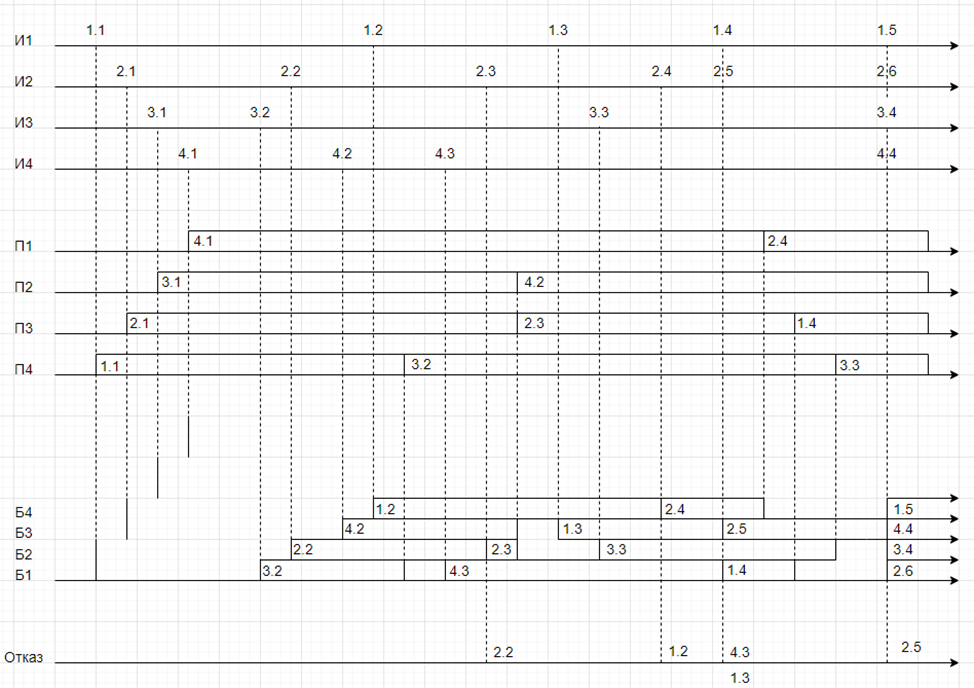 1.1 1.2 1.3 1.4 1.5
И1
2.1 2.2 2.3 2.4 2.5 2.6
И2
3.1 3.2 3.3 3.4
И3
4.1 4.2 4.3 4.4
И4
П1 4.1 2.4
П2 3.1 4.2
П3 2.1 2.3 1.4
П4 1.1 3.2 3.3
Б4 1.2 2.4 1.5
Б3 4.2 1.3 2.5 4.4
Б2 2.2 2.3 3.3 3.4
Б1 3.2 4.3 1.4 2.6
Отказ 2.2 1.2 4.3 2.5
1.3